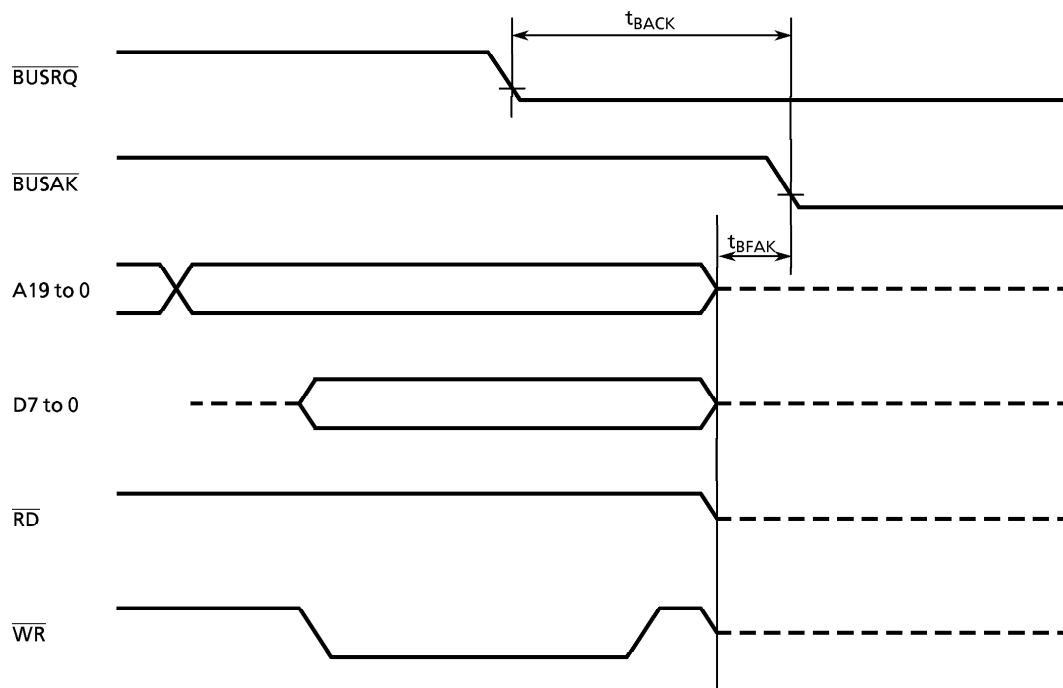 tBACK
BUSRQ
BUSAK
tBFAK
A19 to 0
D7 to 0
RD
WR